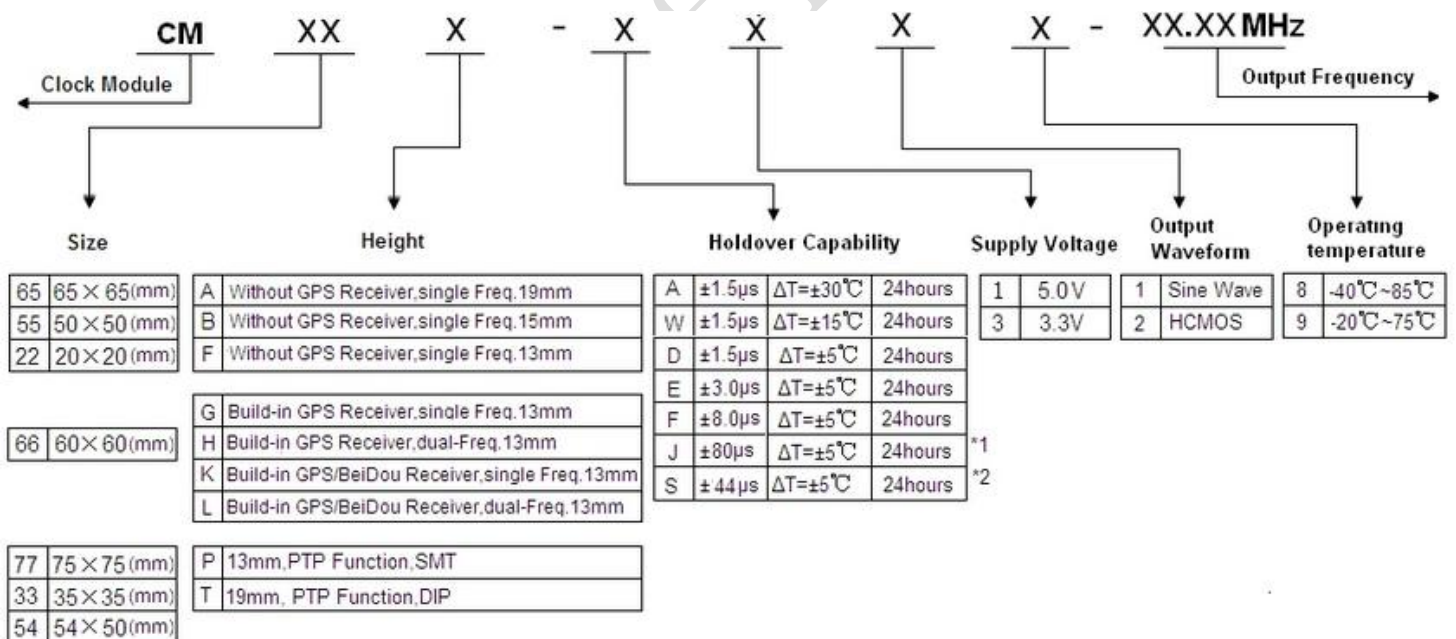 CM XX X - X X X X - XX.XX MHz
Clock Module
Output Frequency
Size
Height
Holdover Capability
Supply Voltage
Output Waveform
Operating temperature
65 65×65(mm)
55 50×50(mm)
22 20×20(mm)
66 60×60(mm)
77 75×75(mm)
33 35×35(mm)
54 54×50(mm)
A Without GPS Receiver,single Freq.19mm
B Without GPS Receiver,single Freq.15mm
F Without GPS Receiver,single Freq.13mm
G Build-in GPS Receiver,single Freq.13mm
H Build-in GPS Receiver,dual-Freq.13mm
K Build-in GPS/BeiDou Receiver,single Freq.13mm
L Build-in GPS/BeiDou Receiver,dual-Freq.13mm
P 13mm,PTP Function,SMT
T 19mm, PTP Function,DIP
A ±1.5μs ΔT=±30℃ 24hours
W ±1.5μs ΔT=±15℃ 24hours
D ±1.5μs ΔT=±5℃ 24hours
E ±3.0μs ΔT=±5℃ 24hours
F ±8.0μs ΔT=±5℃ 24hours
J ±80μs ΔT=±5℃ 24hours *1
S ±44μs ΔT=±5℃ 24hours *2
1 5.0V
3 3.3V
1 Sine Wave
2 HCMOS
8 -40℃~85℃
9 -20℃~75℃